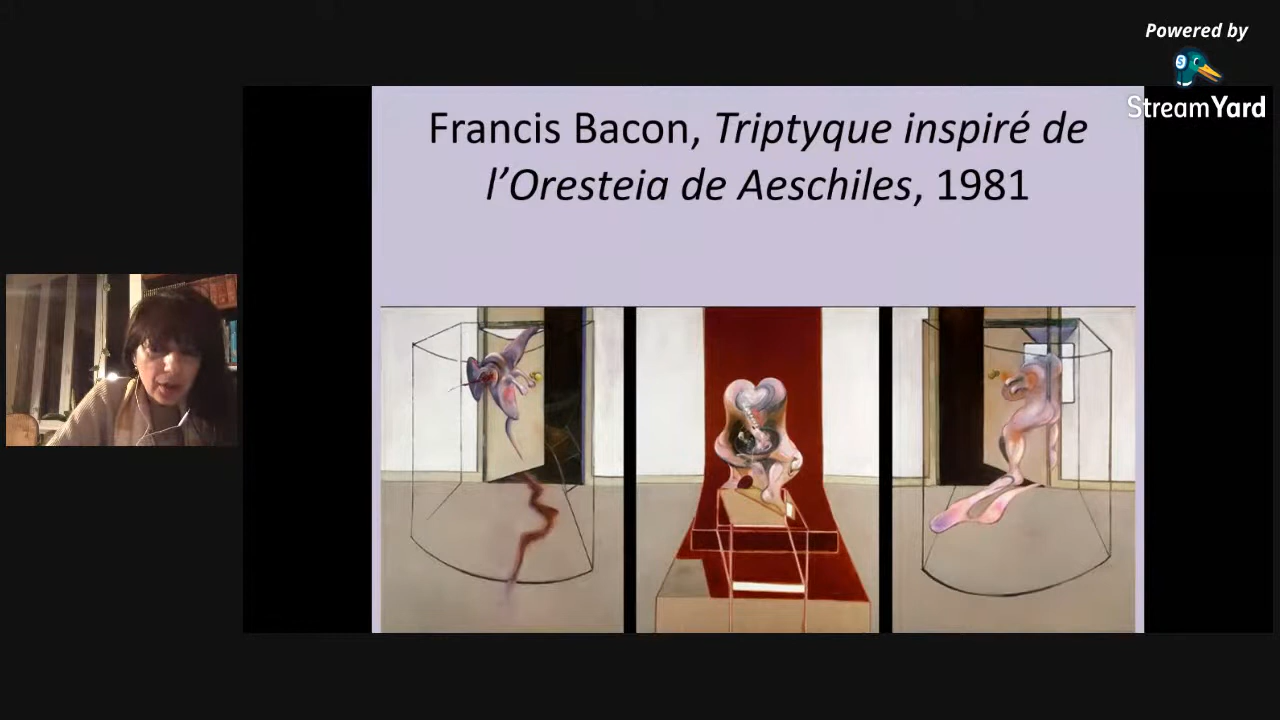 Powered by
S
StreamYard
Francis Bacon, Triptyque inspiré de
l’Oresteia de Aeschiles, 1981